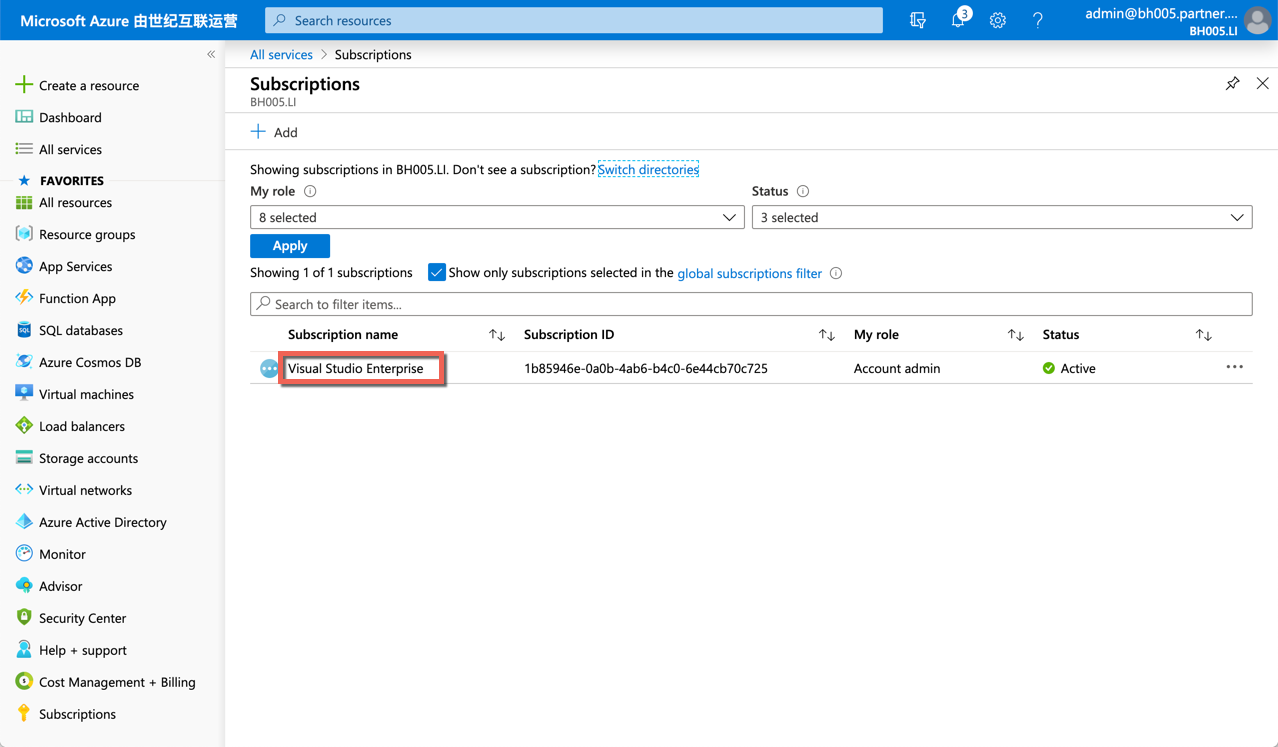 Microsoft Azure 由世纪互联运营
Search resources
3
admin@bh005.partner....
BH005.LI
All services > Subscriptions
Create a resource
Dashboard
All services
FAVORITES
All resources
Resource groups
App Services
Function App
SQL databases
Azure Cosmos DB
Virtual machines
Load balancers
Storage accounts
Virtual networks
Azure Active Directory
Monitor
Advisor
Security Center
Help + support
Cost Management + Billing
Subscriptions
Subscriptions
BH005.LI
Add
Showing subscriptions in BH005.LI. Don't see a subscription? Switch directories
My role Status
8 selected 3 selected
Apply
Showing 1 of 1 subscriptions Show only subscriptions selected in the global subscriptions filter
Search to filter items...
Subscription name Subscription ID My role Status
Visual Studio Enterprise 1b85946e-0a0b-4ab6-b4c0-6e44cb70c725 Account admin Active